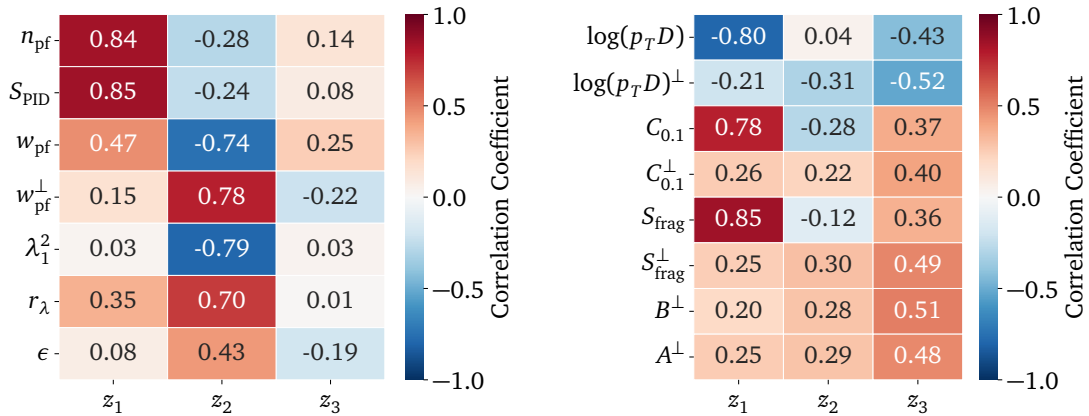 n_pf 0.84 -0.28 0.14
S_PID 0.85 -0.24 0.08
w_pf 0.47 -0.74 0.25
w_pf^⊥ 0.15 0.78 -0.22
λ_1^2 0.03 -0.79 0.03
r_λ 0.35 0.70 0.01
ϵ 0.08 0.43 -0.19
z_1 z_2 z_3
1.0
0.5
0.0
−0.5
−1.0
Correlation Coefficient
log(p_T D) -0.80 0.04 -0.43
log(p_T D)^⊥ -0.21 -0.31 -0.52
C_0.1 0.78 -0.28 0.37
C_0.1^⊥ 0.26 0.22 0.40
S_frag 0.85 -0.12 0.36
S_frag^⊥ 0.25 0.30 0.49
B^⊥ 0.20 0.28 0.51
A^⊥ 0.25 0.29 0.48
z_1 z_2 z_3
1.0
0.5
0.0
−0.5
−1.0
Correlation Coefficient